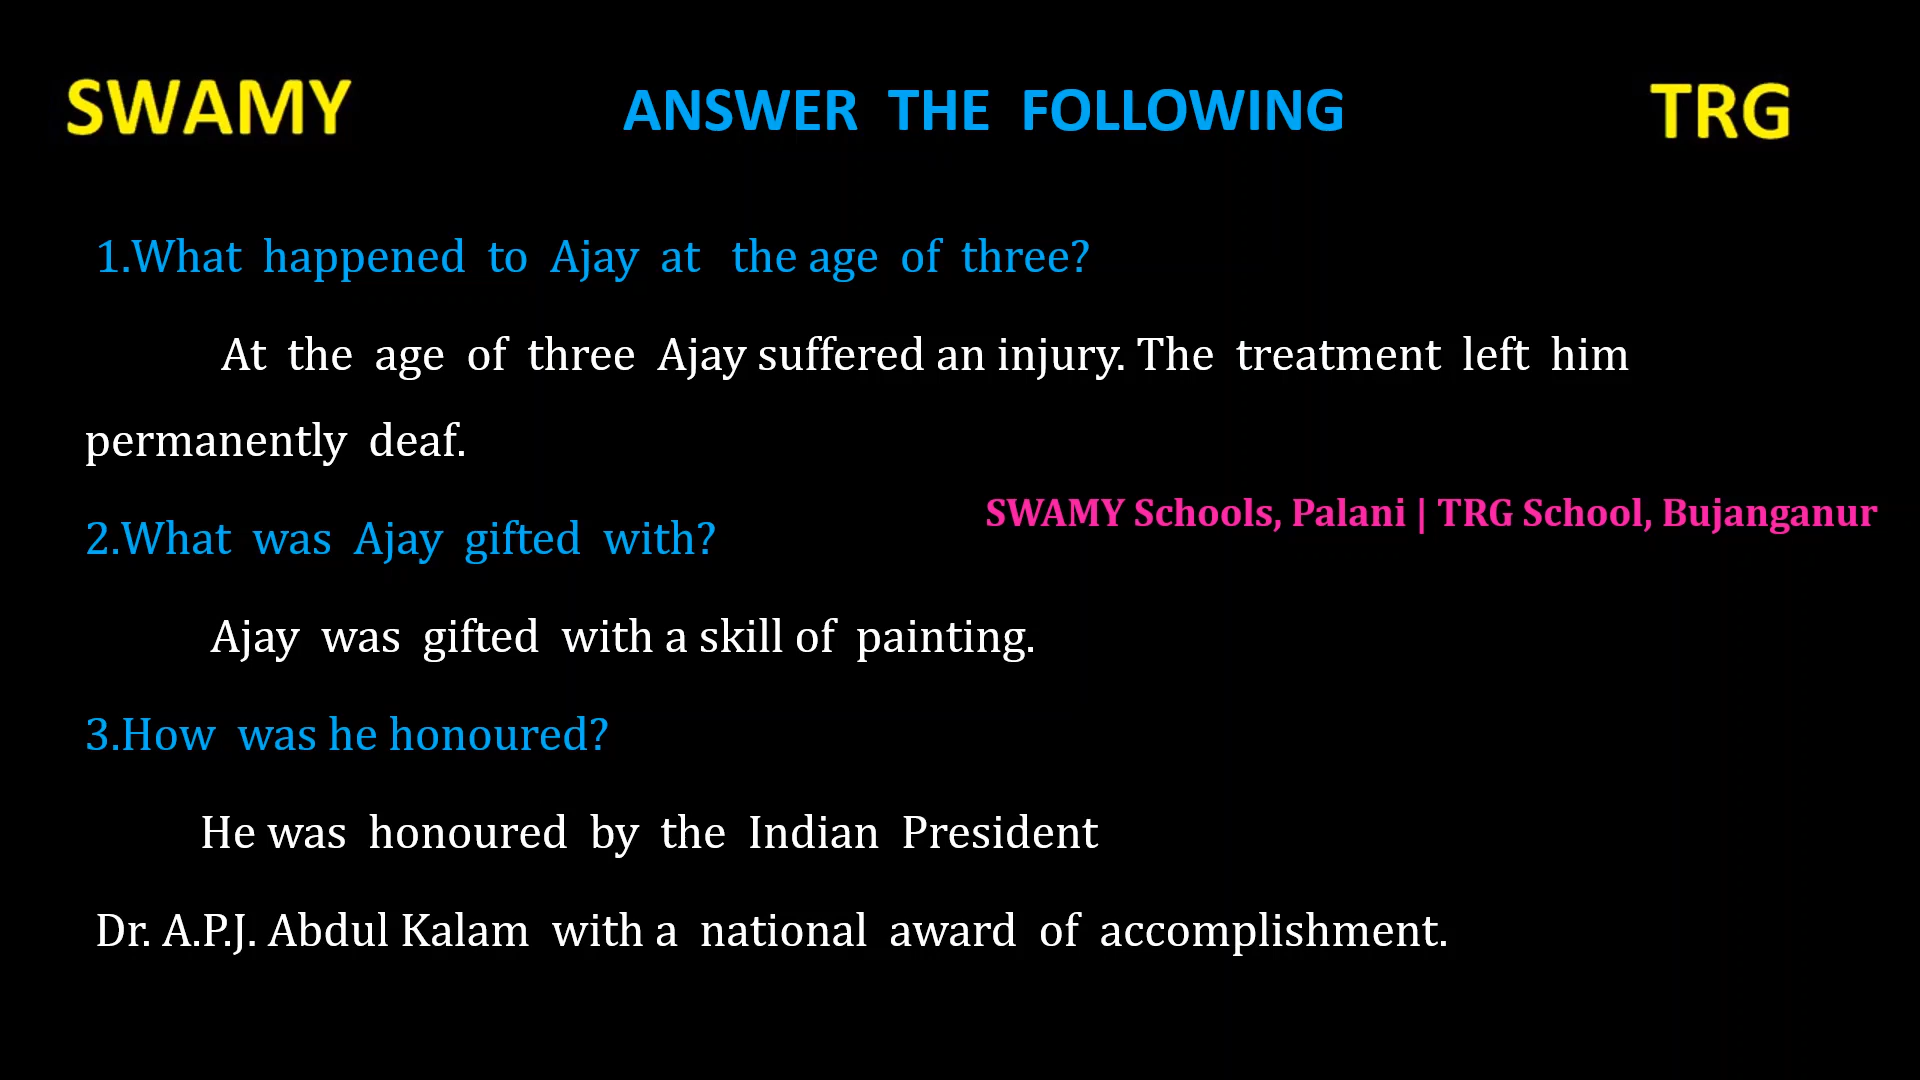 SWAMY ANSWER THE FOLLOWING TRG
1.What happened to Ajay at the age of three?
At the age of three Ajay suffered an injury. The treatment left him
permanently deaf.
SWAMY Schools, Palani | TRG School, Bujanganur
2.What was Ajay gifted with?
Ajay was gifted with a skill of painting.
3.How was he honoured?
He was honoured by the Indian President
Dr. A.P.J. Abdul Kalam with a national award of accomplishment.